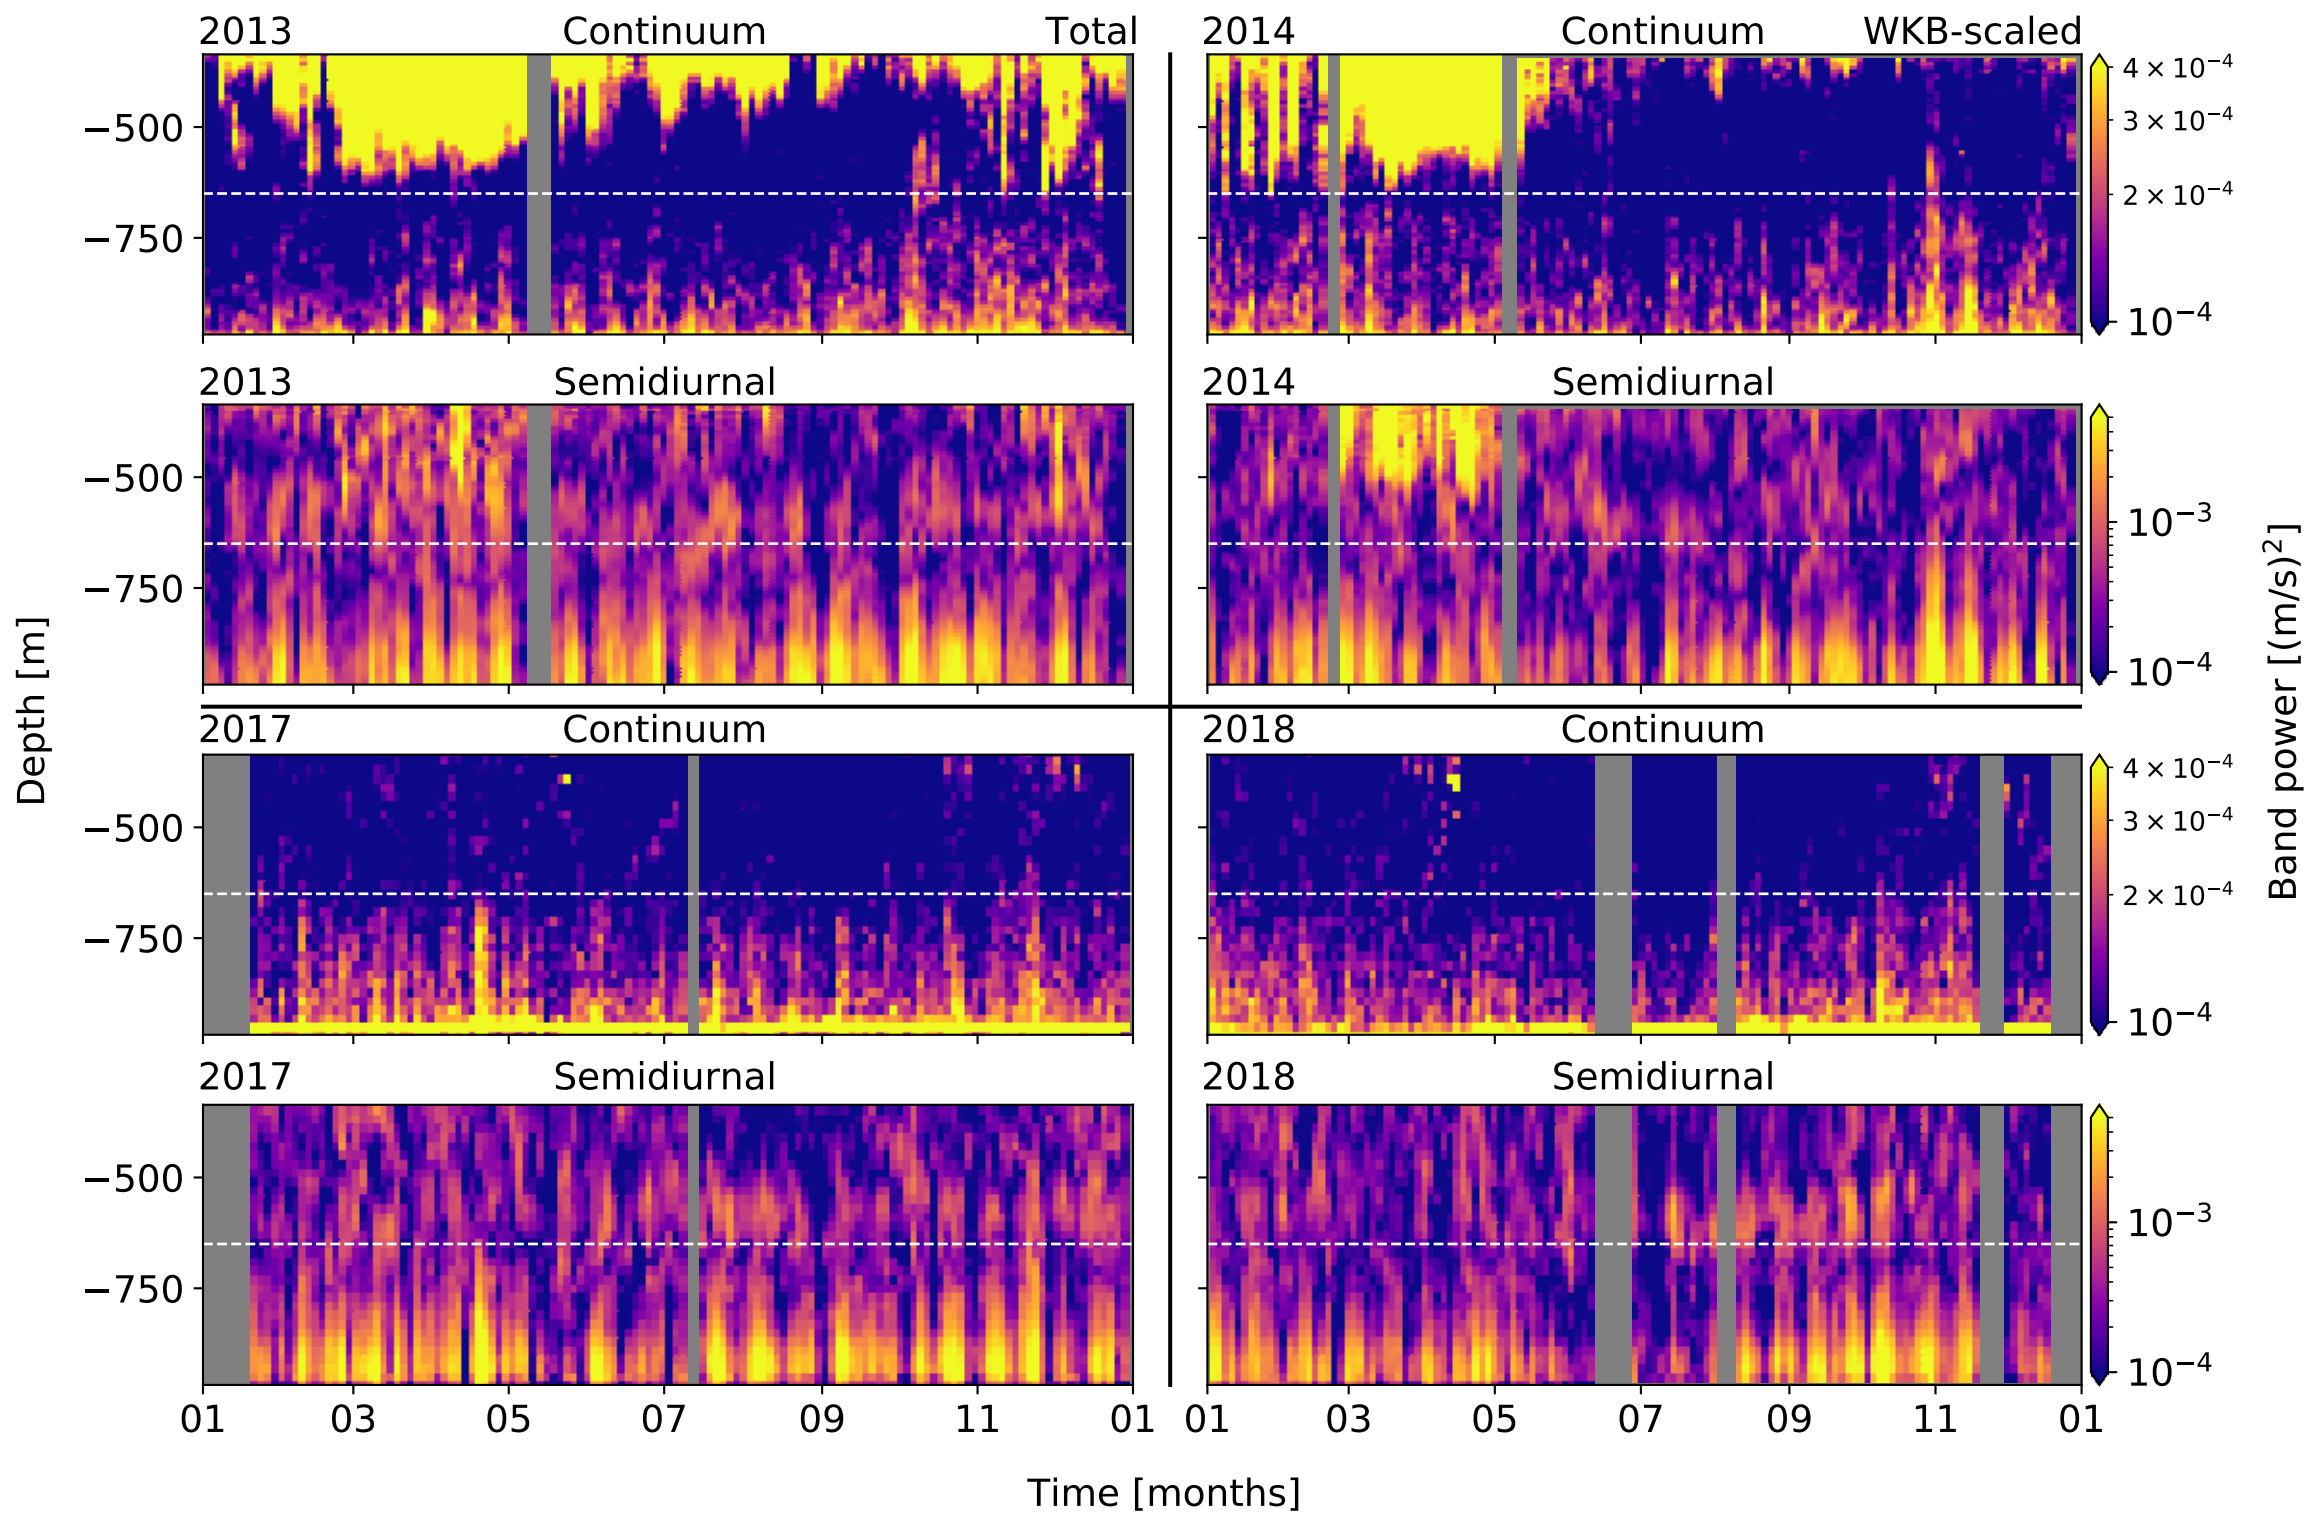 2013 Continuum Total
2014 Continuum WKB-scaled
−500
−750
4 × 10⁻⁴
3 × 10⁻⁴
2 × 10⁻⁴
10⁻⁴
2013 Semidiurnal
2014 Semidiurnal
−500
−750
10⁻³
10⁻⁴
2017 Continuum
2018 Continuum
−500
−750
4 × 10⁻⁴
3 × 10⁻⁴
2 × 10⁻⁴
10⁻⁴
2017 Semidiurnal
2018 Semidiurnal
−500
−750
10⁻³
10⁻⁴
01 03 05 07 09 11 01
01 03 05 07 09 11 01
Time [months]
Depth [m]
Band power [(m/s)²]